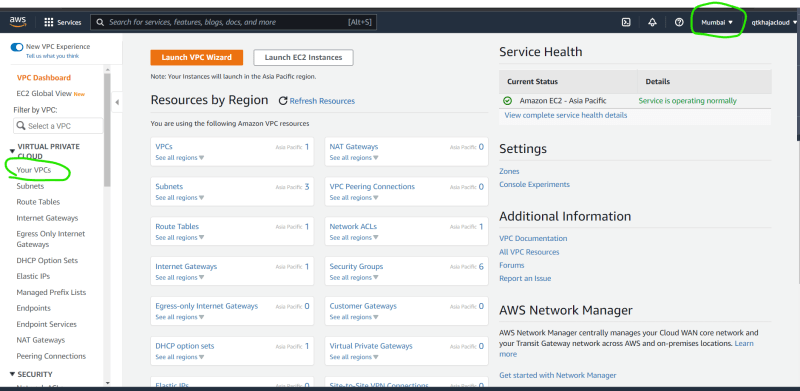 aws
Services
Search for services, features, blogs, docs, and more
[Alt+S]
Mumbai ▼
qtkhajacloud ▼
New VPC Experience
Tell us what you think
VPC Dashboard
EC2 Global View New
Filter by VPC:
Select a VPC
VIRTUAL PRIVATE
CLOUD
Your VPCs
Subnets
Route Tables
Internet Gateways
Egress Only Internet
Gateways
DHCP Option Sets
Elastic IPs
Managed Prefix Lists
Endpoints
Endpoint Services
NAT Gateways
Peering Connections
SECURITY
Launch VPC Wizard
Launch EC2 Instances
Note: Your Instances will launch in the Asia Pacific region.
Resources by Region
Refresh Resources
You are using the following Amazon VPC resources
VPCs Asia Pacific 1
See all regions ▼
NAT Gateways Asia Pacific 0
See all regions ▼
Subnets Asia Pacific 3
See all regions ▼
VPC Peering Connections Asia Pacific 0
See all regions ▼
Route Tables Asia Pacific 1
See all regions ▼
Network ACLs Asia Pacific 1
See all regions ▼
Internet Gateways Asia Pacific 1
See all regions ▼
Security Groups Asia Pacific 6
See all regions ▼
Egress-only Internet Gateways Asia Pacific 0
See all regions ▼
Customer Gateways Asia Pacific 0
See all regions ▼
DHCP option sets Asia Pacific 1
See all regions ▼
Virtual Private Gateways Asia Pacific 0
See all regions ▼
Elastic IPs Asia Pacific 0
Site-to-Site VPN Connections Asia Pacific 0
Service Health
Current Status
Details
Amazon EC2 - Asia Pacific
Service is operating normally
View complete service health details
Settings
Zones
Console Experiments
Additional Information
VPC Documentation
All VPC Resources
Forums
Report an Issue
AWS Network Manager
AWS Network Manager centrally manages your Cloud WAN core network and
your Transit Gateway network across AWS and on-premises locations. Learn
more
Get started with Network Manager